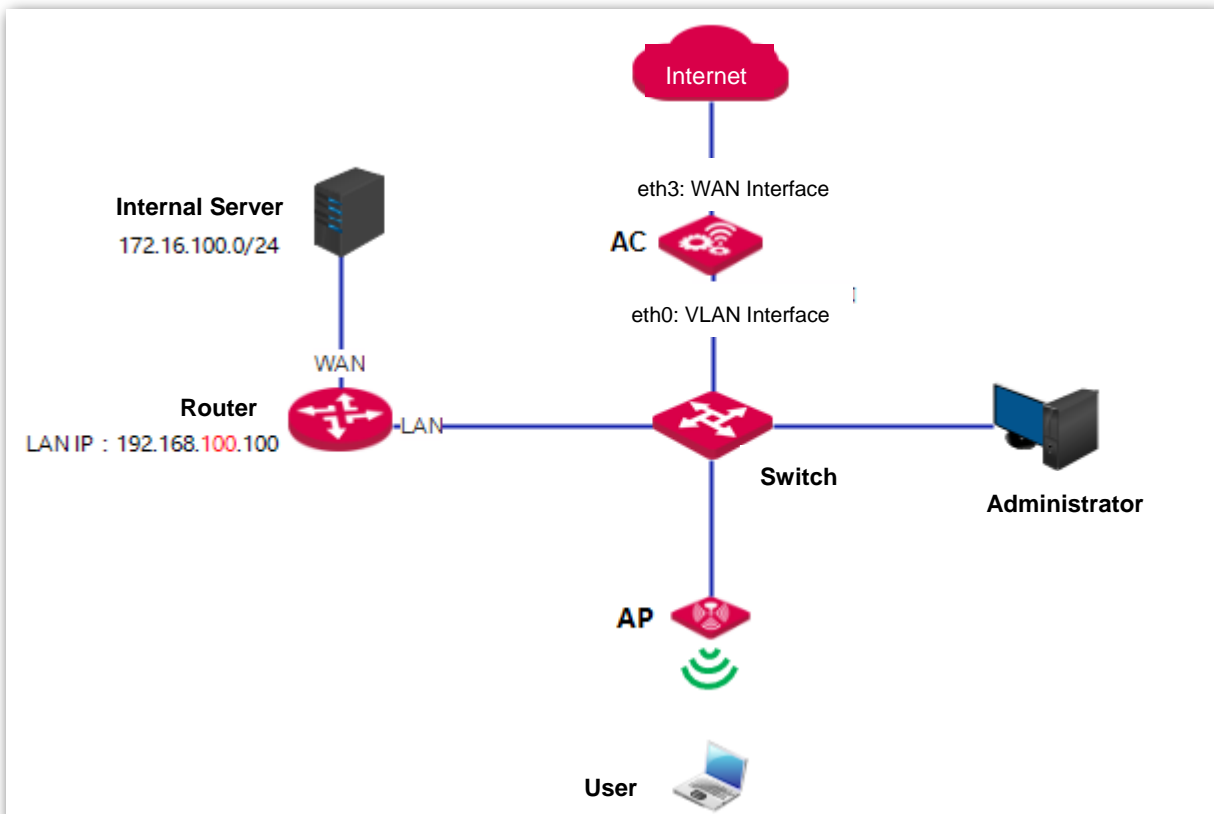 Internet
eth3: WAN Interface
Internal Server
172.16.100.0/24
AC
eth0: VLAN Interface
WAN
Router
LAN IP：192.168.100.100
LAN
Switch
Administrator
AP
User